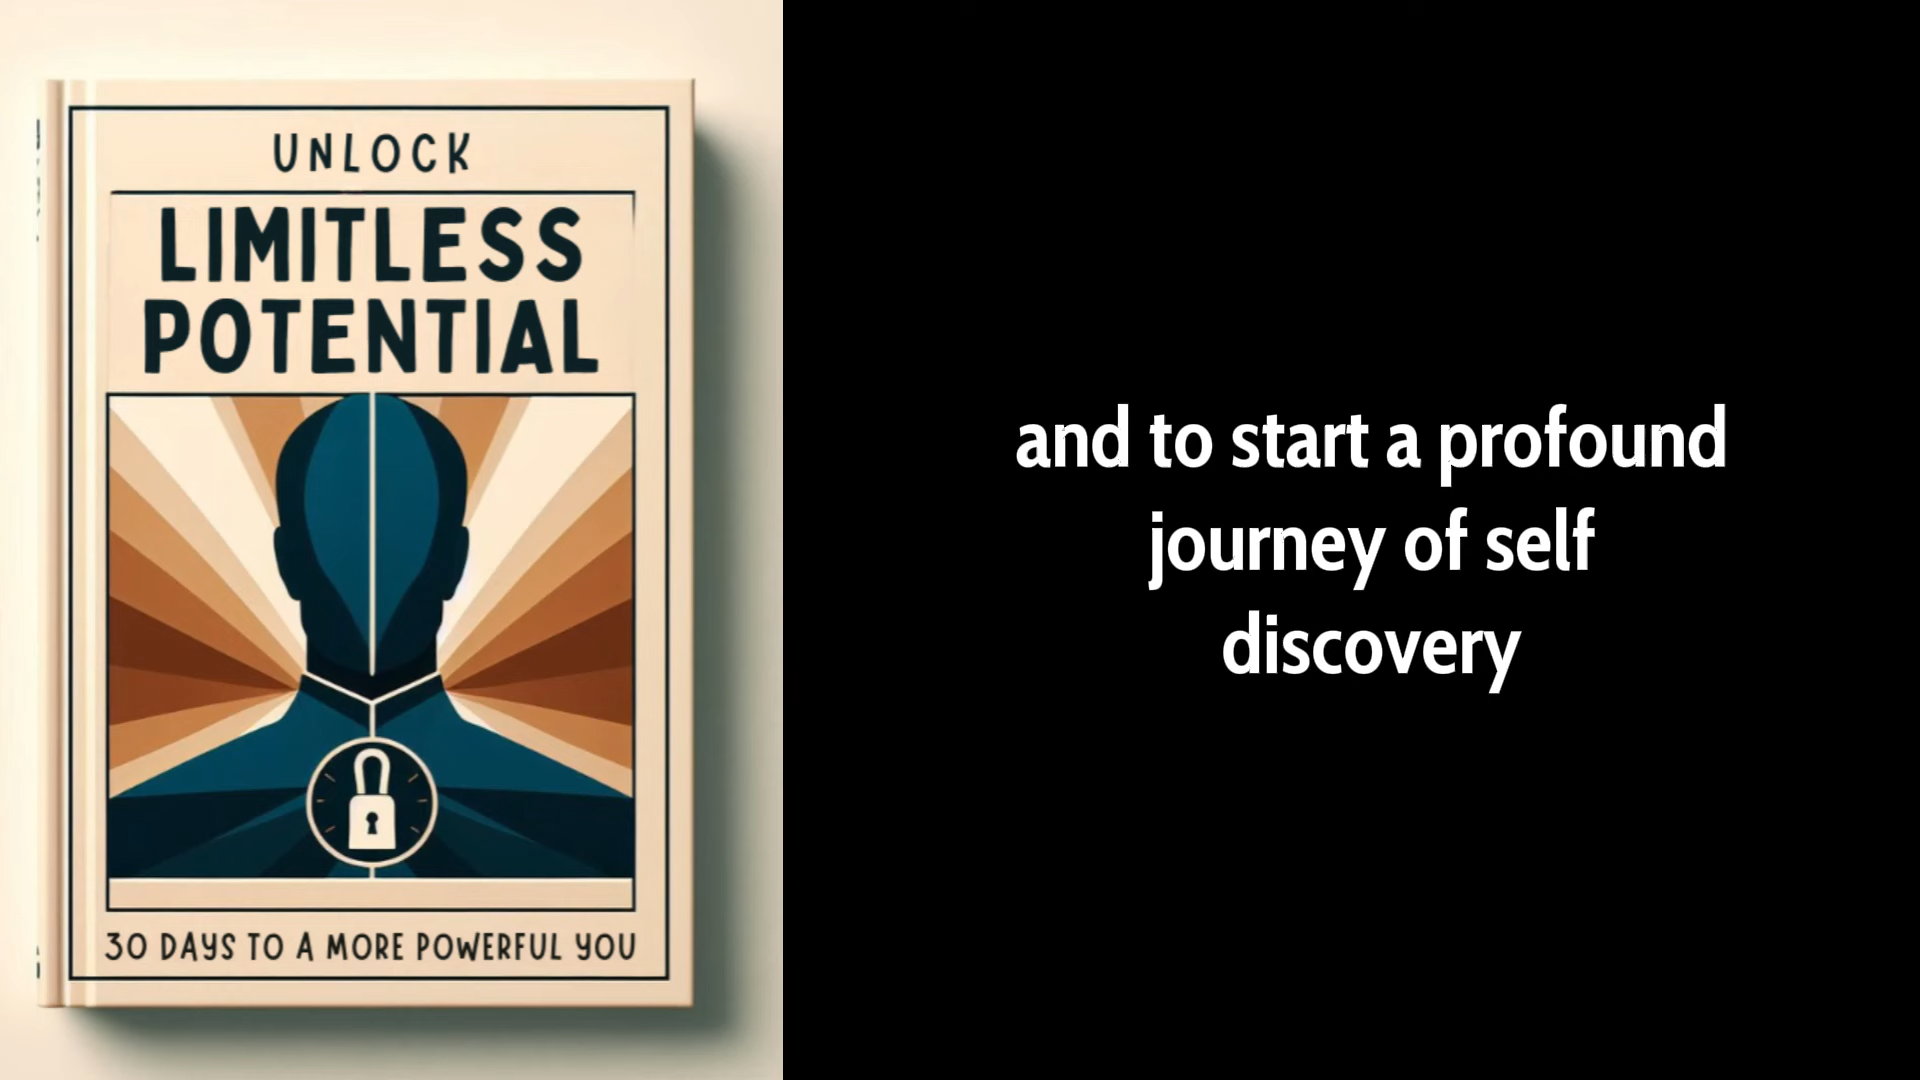 UNLOCK
LIMITLESS
POTENTIAL
30 DAYS TO A MORE POWERFUL YOU
and to start a profound
journey of self
discovery